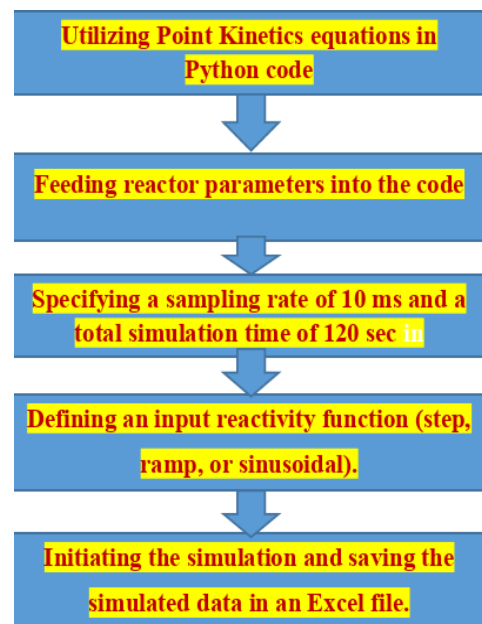 Utilizing Point Kinetics equations in
Python code
Feeding reactor parameters into the code
Specifying a sampling rate of 10 ms and a
total simulation time of 120 sec in
Defining an input reactivity function (step,
ramp, or sinusoidal).
Initiating the simulation and saving the
simulated data in an Excel file.